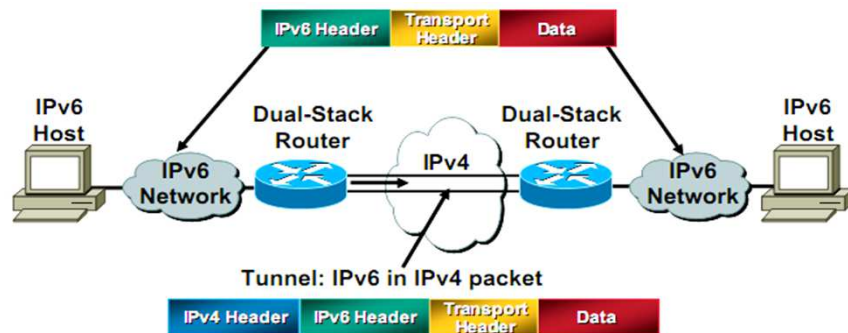 IPv6 Header Transport Header Data
IPv6 Host
Dual-Stack Router
Dual-Stack Router
IPv6 Host
IPv6 Network
IPv4
IPv6 Network
Tunnel: IPv6 in IPv4 packet
IPv4 Header IPv6 Header Transport Header Data